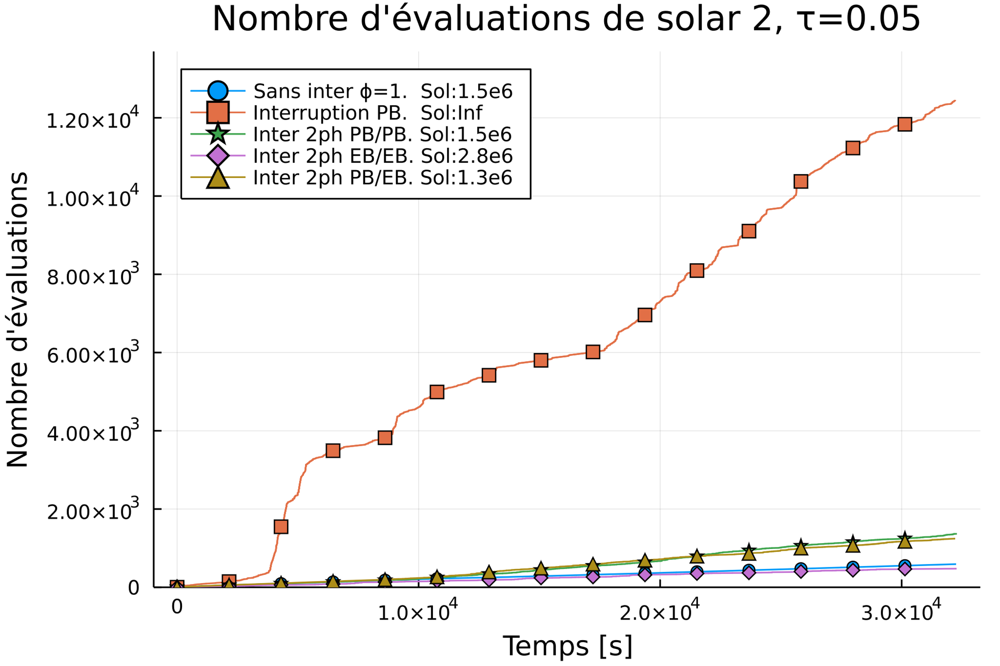 Nombre d'évaluations de solar 2, τ=0.05
Sans inter ϕ=1.  Sol:1.5e6
Interruption PB.  Sol:Inf
Inter 2ph PB/PB. Sol:1.5e6
Inter 2ph EB/EB. Sol:2.8e6
Inter 2ph PB/EB. Sol:1.3e6
Nombre d'évaluations
1.20×10⁴
1.00×10⁴
8.00×10³
6.00×10³
4.00×10³
2.00×10³
0
0
1.0×10⁴
2.0×10⁴
3.0×10⁴
Temps [s]